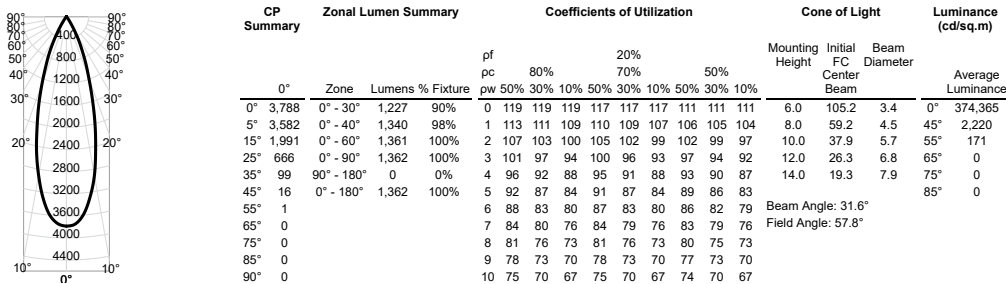 90° 90°
80° 80°
70° 70°
60° 60°
50° 50°
40° 40°
30° 30°
20° 20°
10° 10°
0°
400
800
1200
1600
2000
2400
2800
3200
3600
4000
4400
CP Summary
0°
0° 3,788
5° 3,582
15° 1,991
25° 666
35° 99
45° 16
55° 1
65° 0
75° 0
85° 0
90° 0
Zonal Lumen Summary
Zone Lumens % Fixture
0° - 30° 1,227 90%
0° - 40° 1,340 98%
0° - 60° 1,361 100%
0° - 90° 1,362 100%
90° - 180° 0 0%
0° - 180° 1,362 100%
Coefficients of Utilization
ρf 20%
ρc 80% 70% 50%
ρw 50% 30% 10% 50% 30% 10% 50% 30% 10%
0 119 119 119 117 117 117 111 111 111
1 113 111 109 110 109 107 106 105 104
2 107 103 100 105 102 99 102 99 97
3 101 97 94 100 96 93 97 94 92
4 96 92 88 95 91 88 93 90 87
5 92 87 84 91 87 84 89 86 83
6 88 83 80 87 83 80 86 82 79
7 84 80 76 84 79 76 83 79 76
8 81 76 73 81 76 73 80 75 73
9 78 73 70 78 73 70 77 73 70
10 75 70 67 75 70 67 74 70 67
Cone of Light
Mounting Height Initial FC Center Beam Beam Diameter
6.0 105.2 3.4
8.0 59.2 4.5
10.0 37.9 5.7
12.0 26.3 6.8
14.0 19.3 7.9
Beam Angle: 31.6°
Field Angle: 57.8°
Luminance
(cd/sq.m)
Average
Luminance
0° 374,365
45° 2,220
55° 171
65° 0
75° 0
85° 0